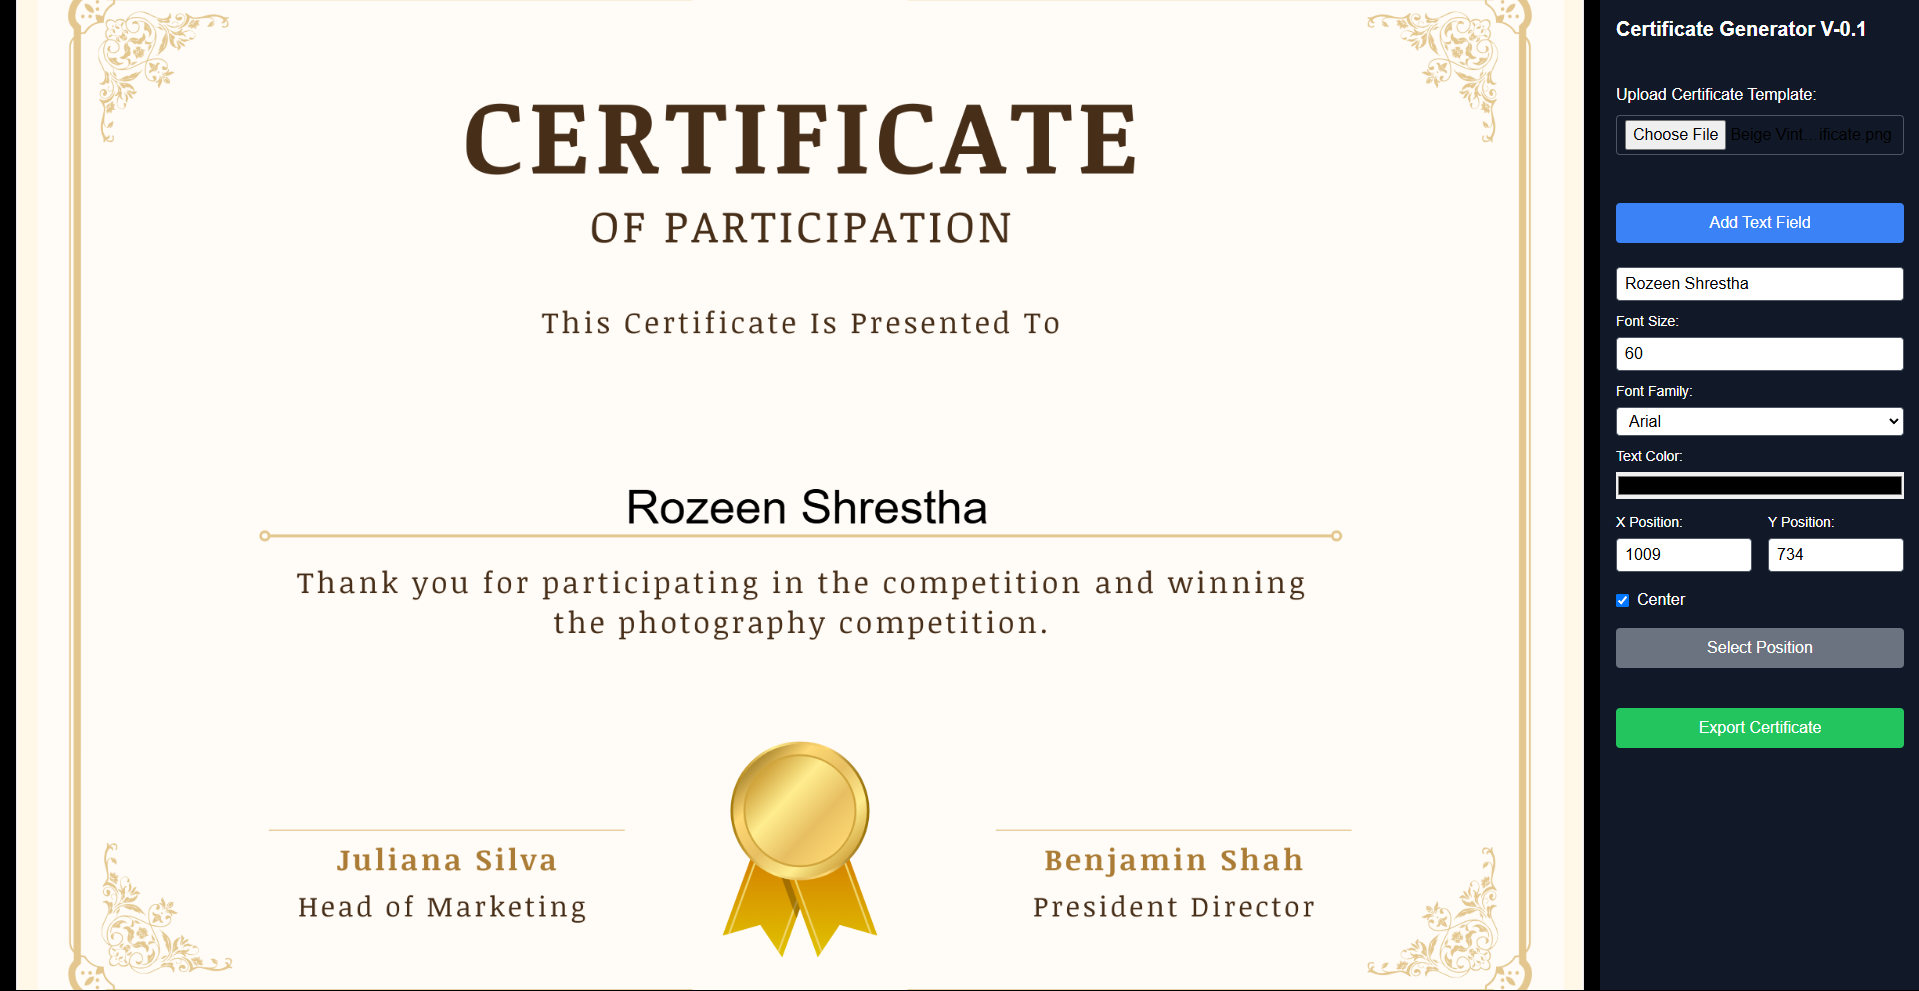 CERTIFICATE
OF PARTICIPATION
This Certificate Is Presented To
Rozeen Shrestha
Thank you for participating in the competition and winning
the photography competition.
Juliana Silva
Head of Marketing
Benjamin Shah
President Director
Certificate Generator V-0.1
Upload Certificate Template:
Choose File Beige Vint...ificate.png
Add Text Field
Rozeen Shrestha
Font Size:
60
Font Family:
Arial
Text Color:
X Position: Y Position:
1009 734
Center
Select Position
Export Certificate